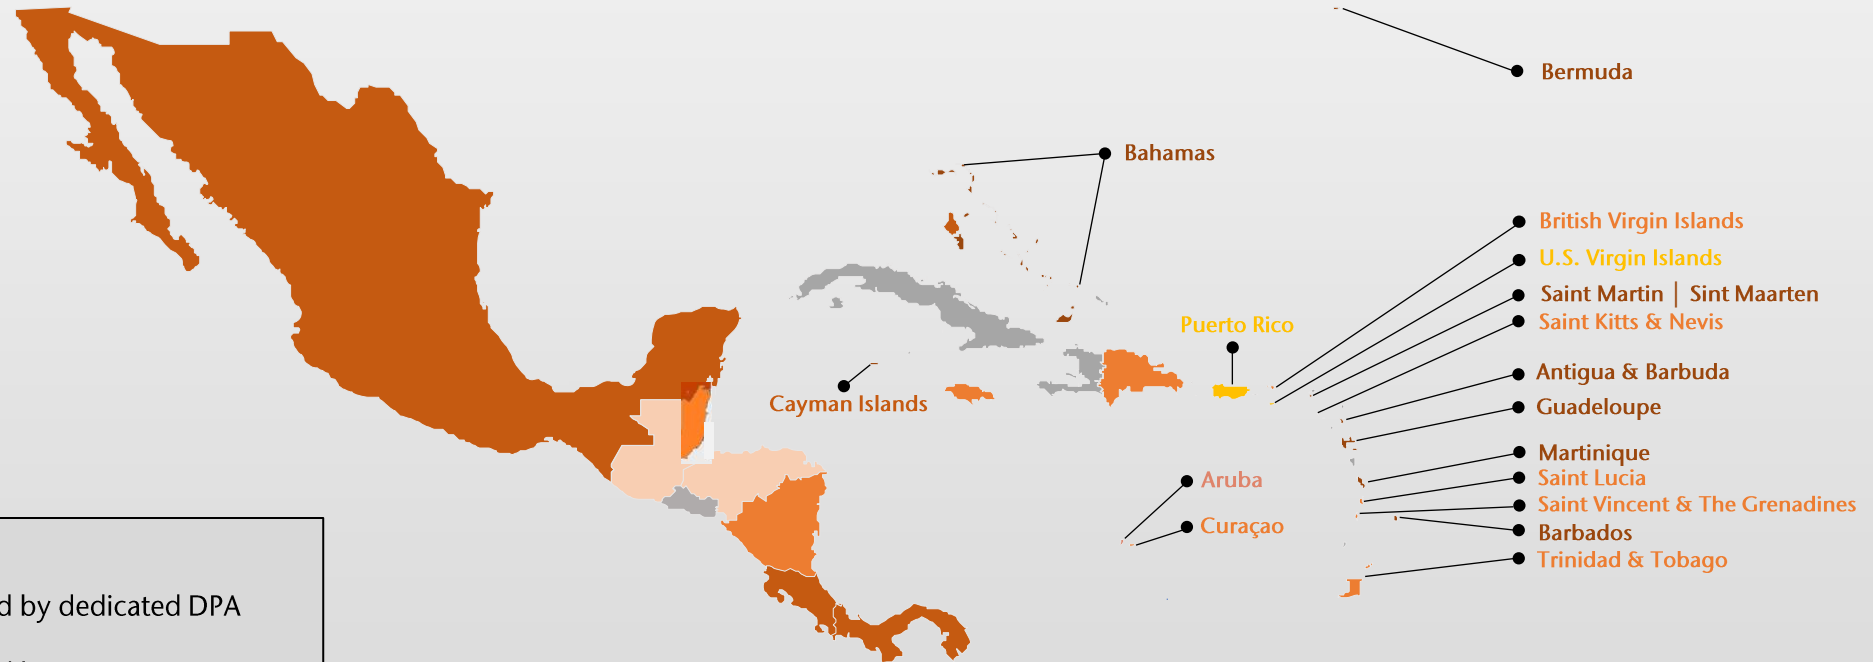 Bermuda
Bahamas
British Virgin Islands
U.S. Virgin Islands
Saint Martin | Sint Maarten
Puerto Rico
Saint Kitts & Nevis
Antigua & Barbuda
Cayman Islands
Guadeloupe
Martinique
Aruba
Saint Lucia
Saint Vincent & The Grenadines
Curaçao
Barbados
Trinidad & Tobago
by dedicated DPA